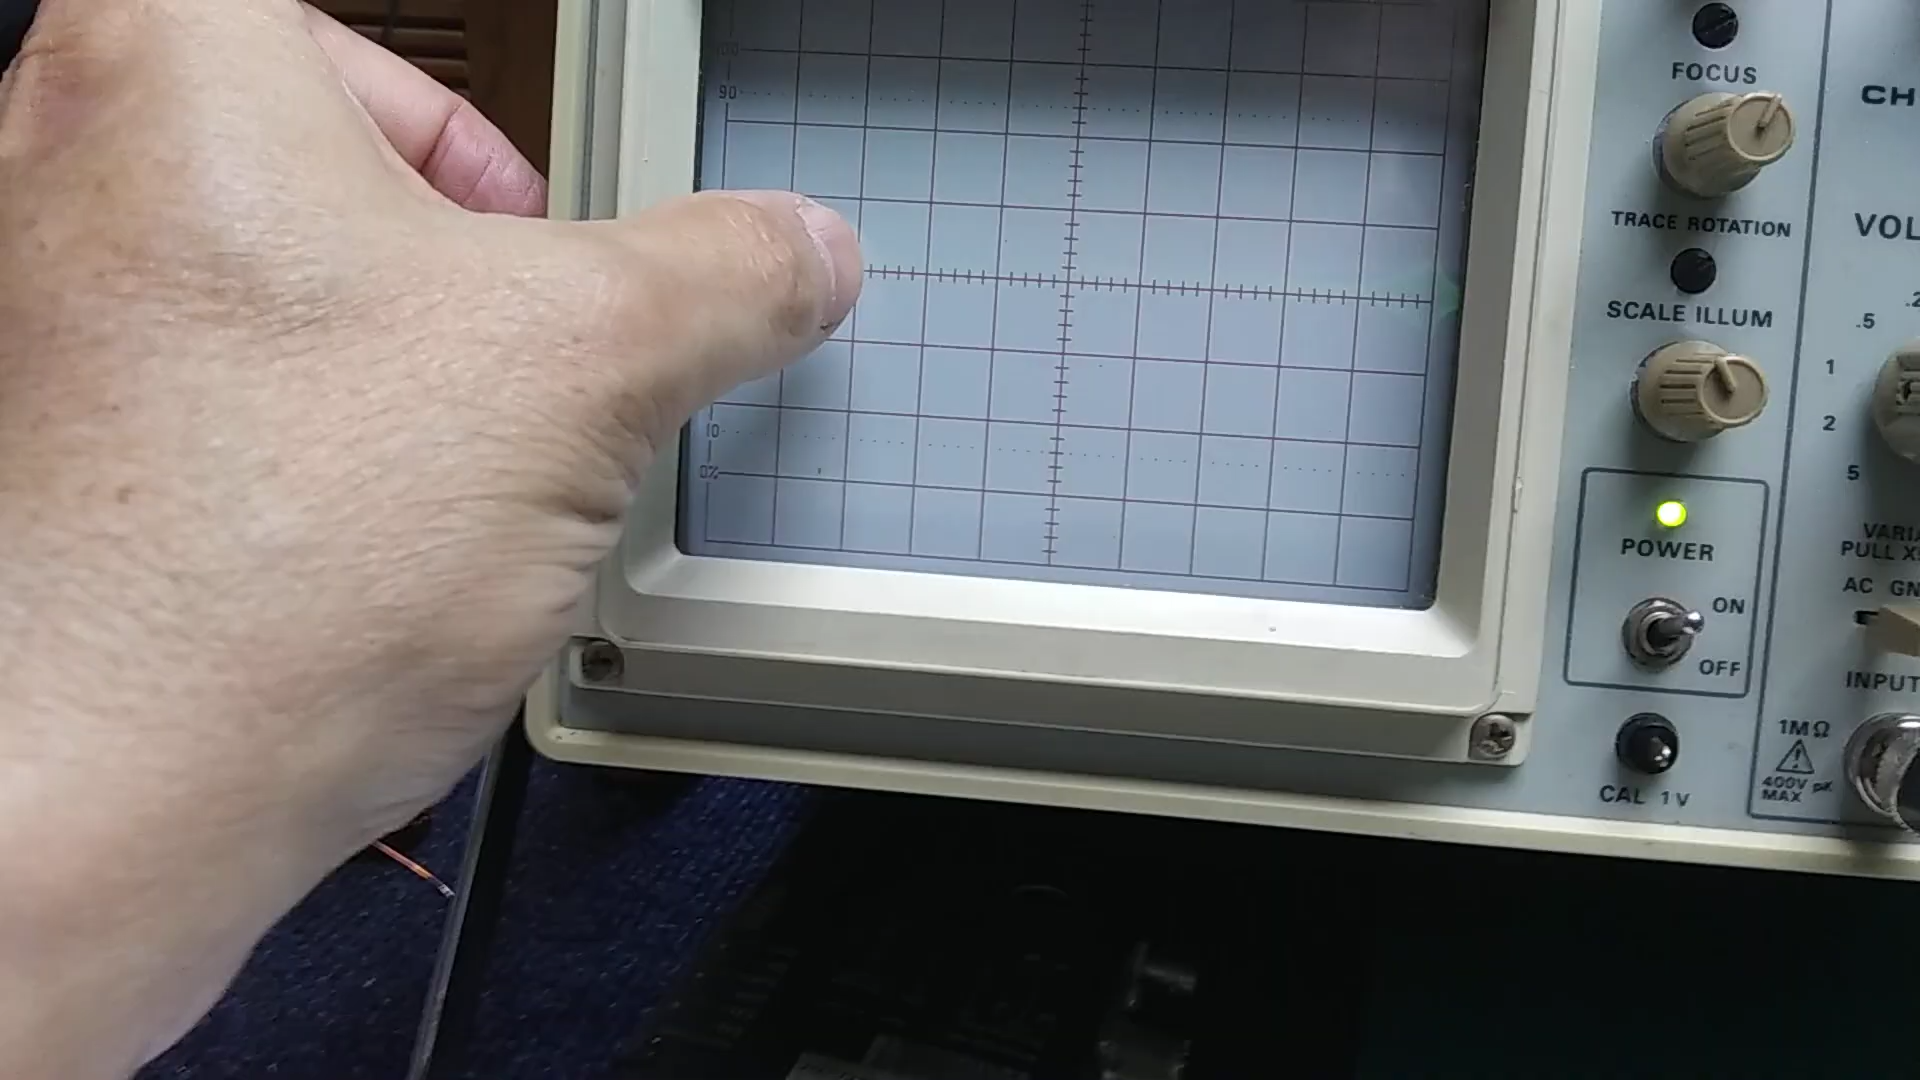 FOCUS
TRACE ROTATION
SCALE ILLUM
POWER
ON
OFF
CAL 1V
100
90
10
0%
CH
VOL
.2
.5
1
2
5
VARIA
PULL X
AC GN
INPUT
1MΩ
400V pK
MAX